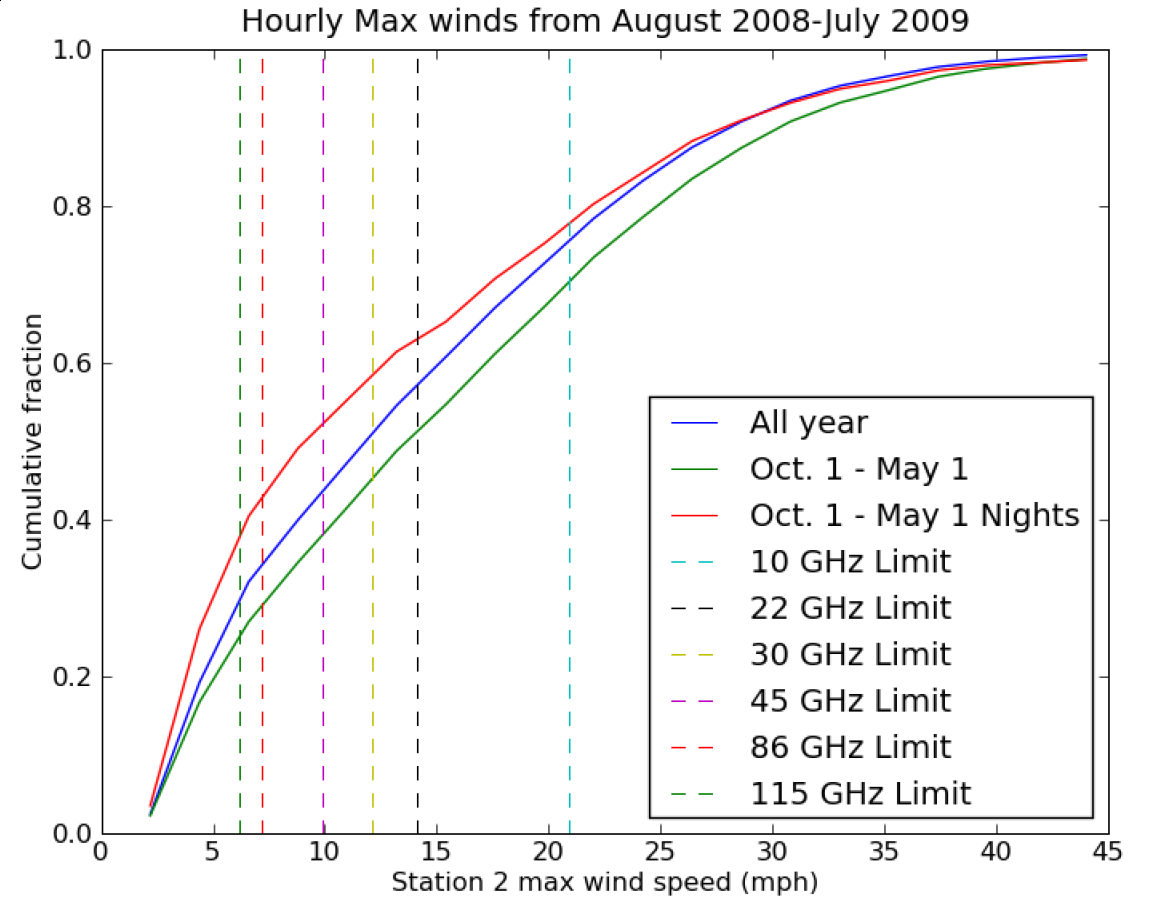 Hourly Max winds from August 2008-July 2009
1.0
0.8
0.6
0.4
0.2
0.0
Cumulative fraction
All year
Oct. 1 - May 1
Oct. 1 - May 1 Nights
10 GHz Limit
22 GHz Limit
30 GHz Limit
45 GHz Limit
86 GHz Limit
115 GHz Limit
0 5 10 15 20 25 30 35 40 45
Station 2 max wind speed (mph)